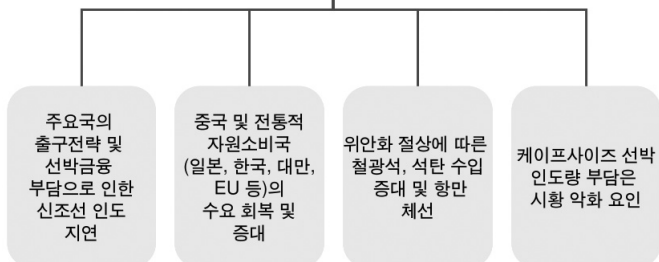 주요국의
출구전략 및
선박금융
부담으로 인한
신조선 인도
지연
중국 및 전통적
자원소비국
(일본, 한국, 대만,
EU 등)의
수요 회복 및
증대
위안화 절상에 따른
철광석, 석탄 수입
증대 및 항만
체선
케이프사이즈 선박
인도량 부담은
시황 악화 요인